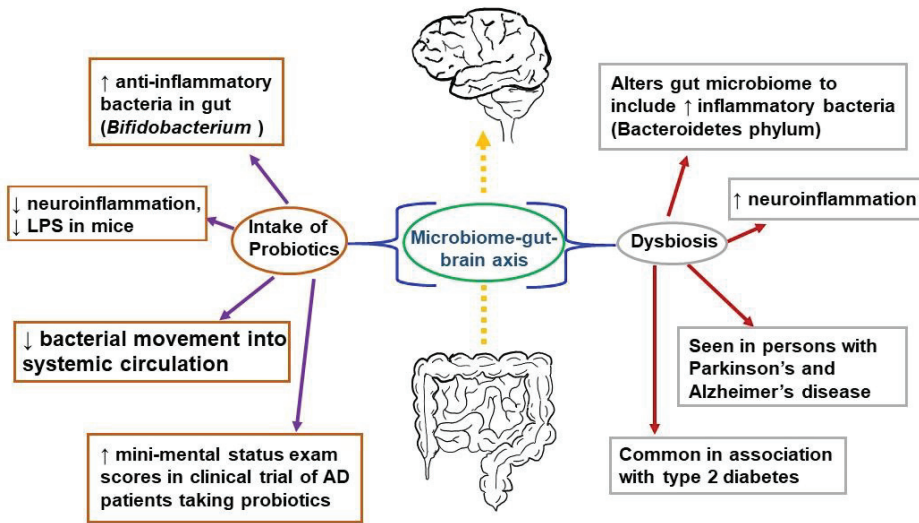 ↑ anti-inflammatory
bacteria in gut
(Bifidobacterium )
↓ neuroinflammation,
↓ LPS in mice
Intake of
Probiotics
↓ bacterial movement into
systemic circulation
↑ mini-mental status exam
scores in clinical trial of AD
patients taking probiotics
Microbiome-gut-
brain axis
Alters gut microbiome to
include ↑ inflammatory bacteria
(Bacteroidetes phylum)
↑ neuroinflammation
Dysbiosis
Seen in persons with
Parkinson's and
Alzheimer's disease
Common in association
with type 2 diabetes